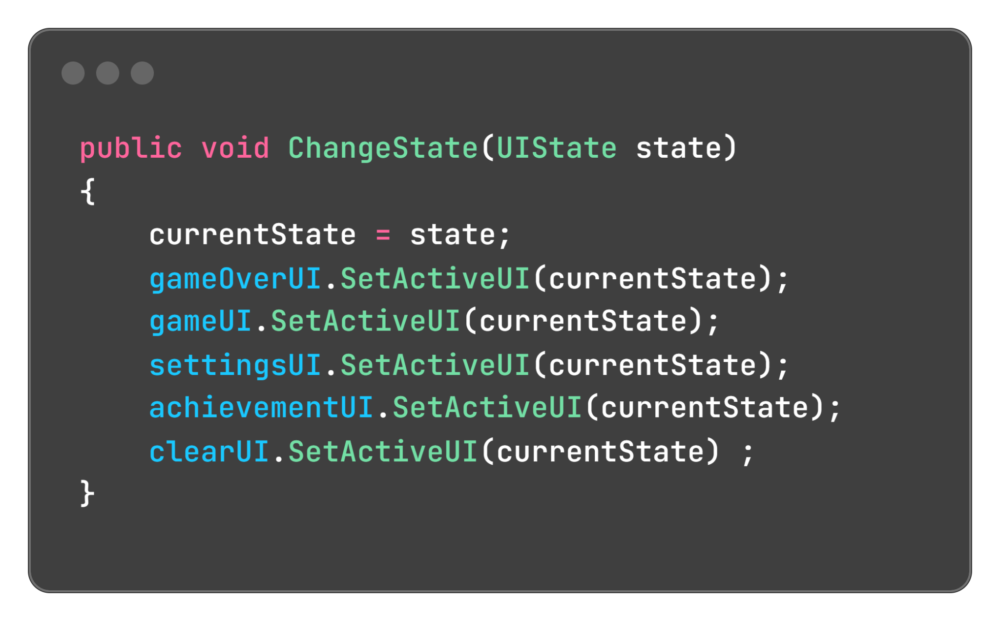 public void ChangeState(UIState state)
{
    currentState = state;
    gameOverUI.SetActiveUI(currentState);
    gameUI.SetActiveUI(currentState);
    settingsUI.SetActiveUI(currentState);
    achievementUI.SetActiveUI(currentState);
    clearUI.SetActiveUI(currentState) ;
}